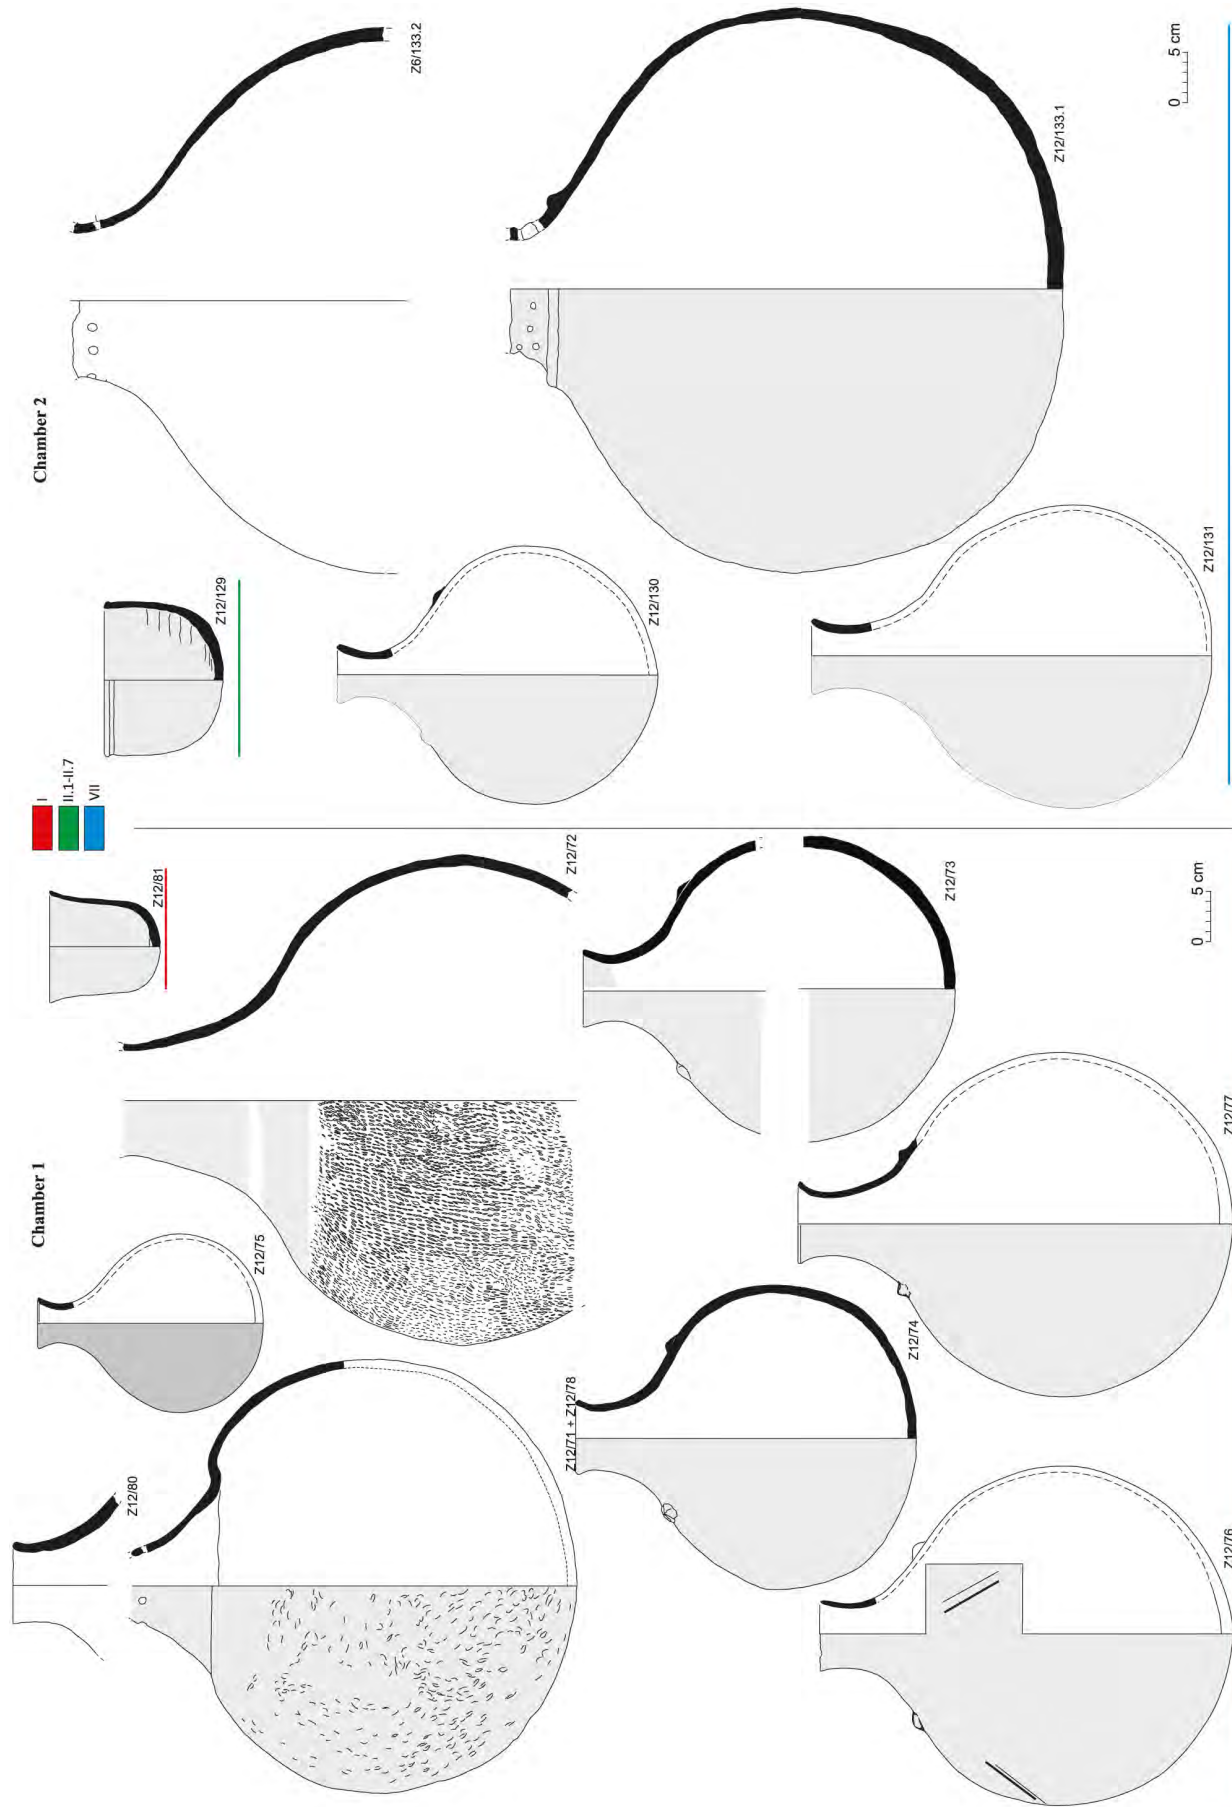 Chamber 1
Z12/80
Z12/75
Z12/72
Z12/81
Z12/71 + Z12/78
Z12/74
Z12/73
Z12/76
Z12/77
0 5 cm
I
II.1-II.7
VII
Chamber 2
Z12/129
Z6/133.2
Z12/130
Z12/133.1
Z12/131
0 5 cm